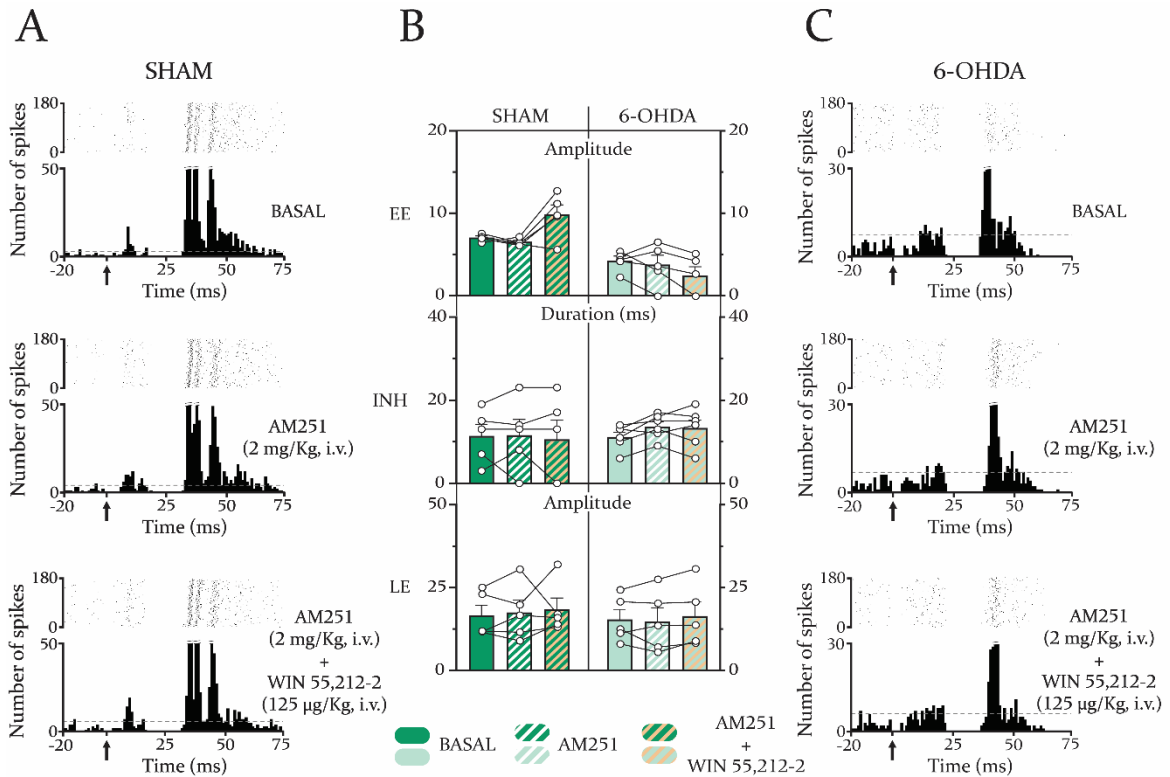 A
B
C
SHAM
6-OHDA
Number of spikes
180
0
50
0
BASAL
-20 0 25 50 75
Time (ms)
Number of spikes
180
0
50
0
AM251
(2 mg/Kg, i.v.)
-20 0 25 50 75
Time (ms)
Number of spikes
180
0
50
0
AM251
(2 mg/Kg, i.v.)
+
WIN 55,212-2
(125 µg/Kg, i.v.)
-20 0 25 50 75
Time (ms)
SHAM 6-OHDA
20 20
Amplitude
EE
10 10
0 0
Duration (ms)
40 40
INH
20 20
0 0
Amplitude
50 50
LE
25 25
0 0
BASAL
AM251
AM251
+
WIN 55,212-2
Number of spikes
180
0
30
0
BASAL
-20 0 25 50 75
Time (ms)
Number of spikes
180
0
30
0
AM251
(2 mg/Kg, i.v.)
-20 0 25 50 75
Time (ms)
Number of spikes
180
0
30
0
AM251
(2 mg/Kg, i.v.)
+
WIN 55,212-2
(125 µg/Kg, i.v.)
-20 0 25 50 75
Time (ms)